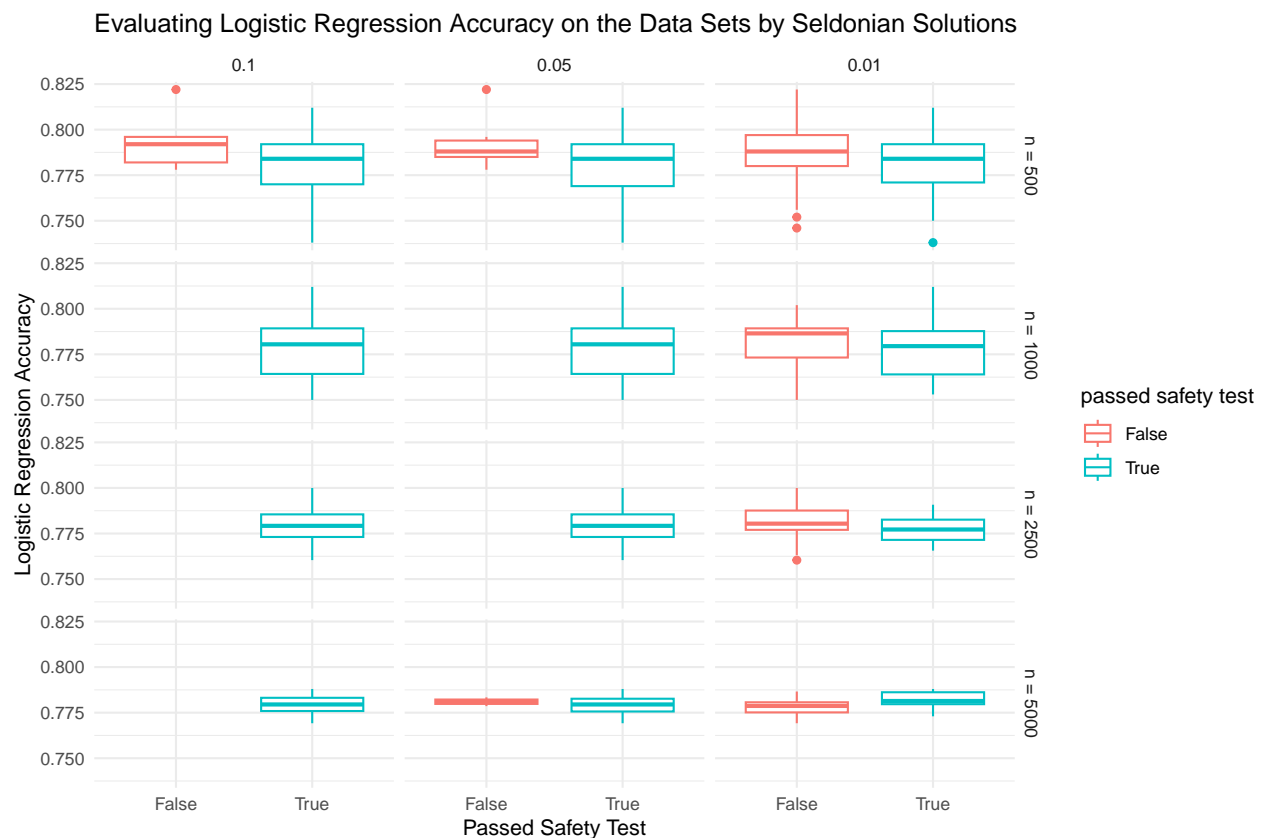 Evaluating Logistic Regression Accuracy on the Data Sets by Seldonian Solutions
0.1
0.05
0.01
0.825
0.800
0.775
0.750
n = 500
0.825
0.800
0.775
0.750
n = 1000
0.825
0.800
0.775
0.750
n = 2500
0.825
0.800
0.775
0.750
n = 5000
Logistic Regression Accuracy
False
True
False
True
False
True
Passed Safety Test
passed safety test
False
True